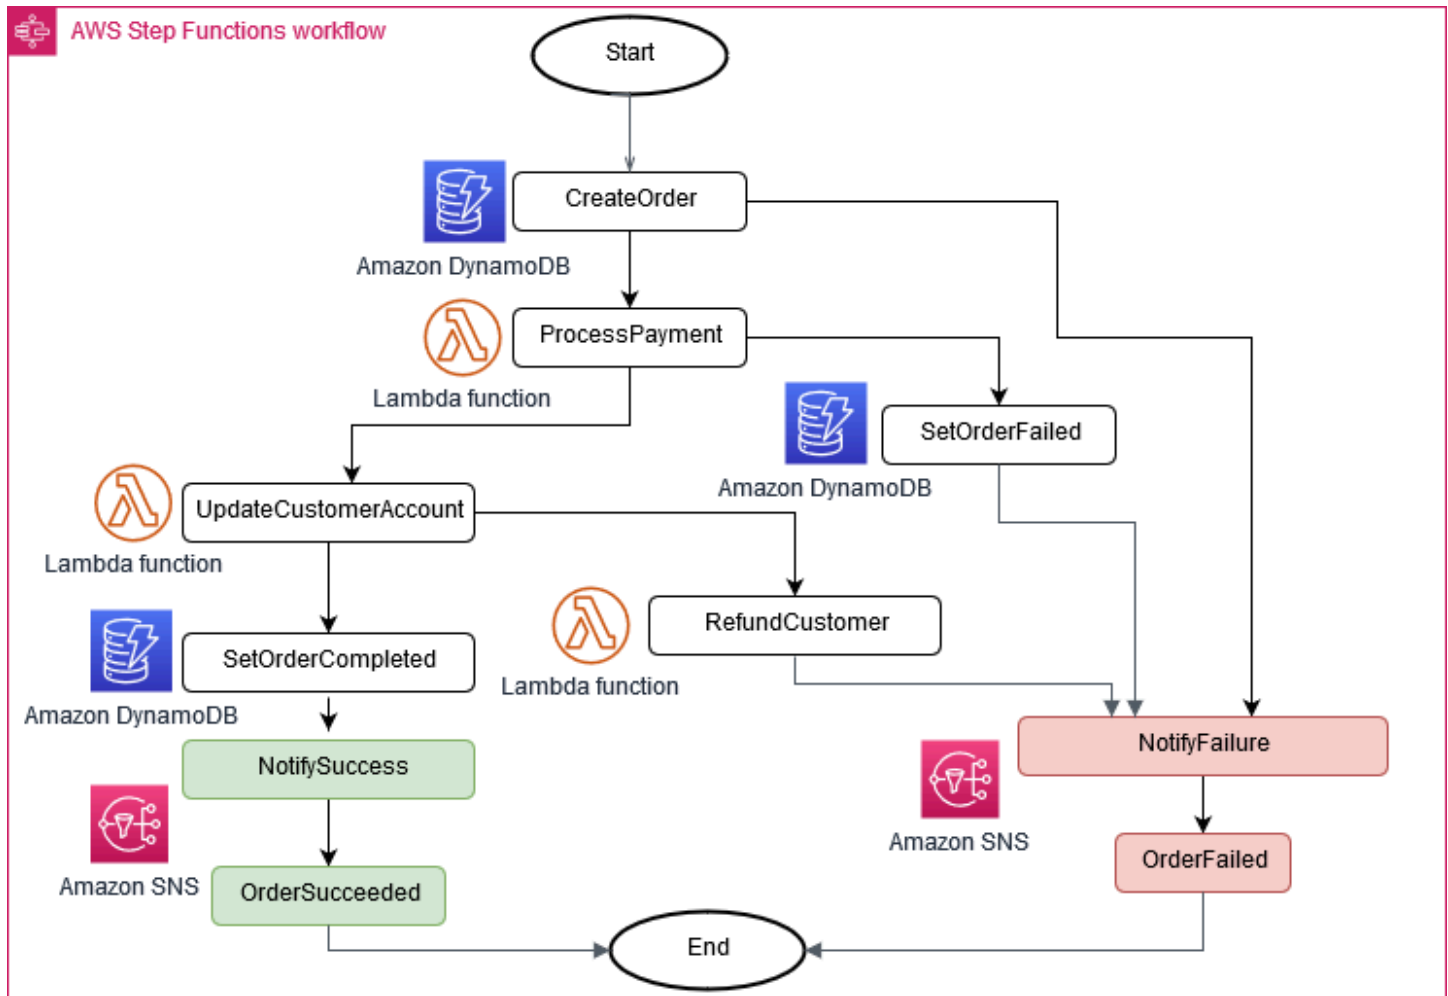 AWS Step Functions workflow
Start
CreateOrder
Amazon DynamoDB
ProcessPayment
Lambda function
SetOrderFailed
Amazon DynamoDB
UpdateCustomerAccount
Lambda function
RefundCustomer
Lambda function
SetOrderCompleted
Amazon DynamoDB
NotifySuccess
NotifyFailure
Amazon SNS
OrderFailed
Amazon SNS
OrderSucceeded
End